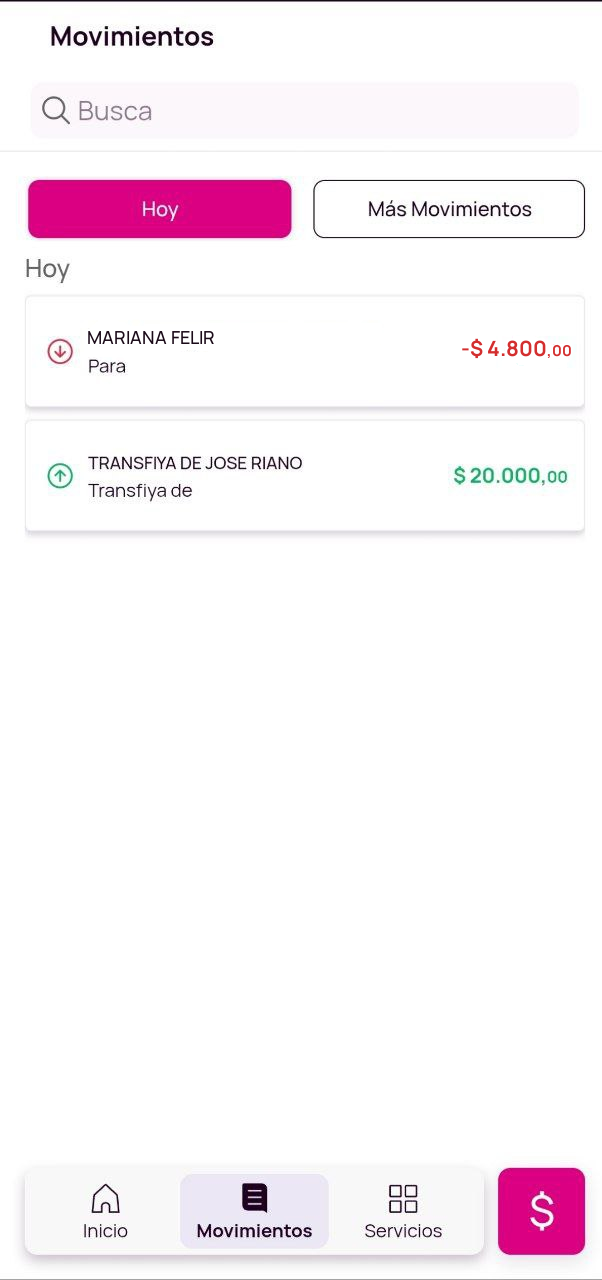 Movimientos
Busca
Hoy
Más Movimientos
Hoy
MARIANA FELIR
Para
-$ 4.800,00
TRANSFIYA DE JOSE RIANO
Transfiya de
$ 20.000,00
Inicio
Movimientos
Servicios
$